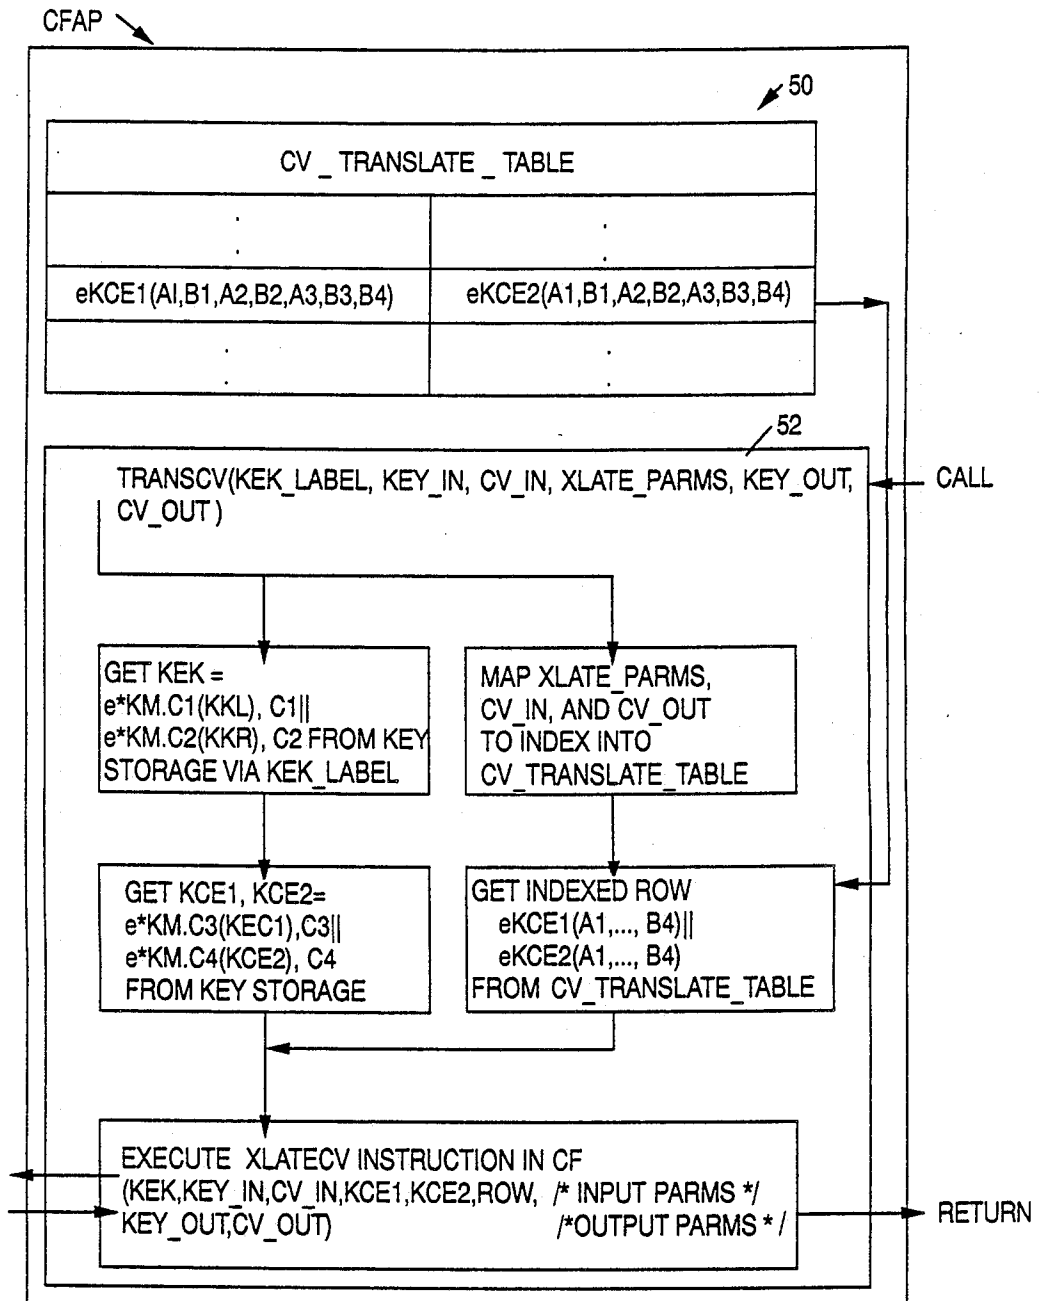 CFAP
50
CV _ TRANSLATE _ TABLE
eKCE1(AI,B1,A2,B2,A3,B3,B4)
eKCE2(A1,B1,A2,B2,A3,B3,B4)
52
TRANSCV(KEK_LABEL, KEY_IN, CV_IN, XLATE_PARMS, KEY_OUT,
CV_OUT )
CALL
GET KEK =
e*KM.C1(KKL), C1||
e*KM.C2(KKR), C2 FROM KEY
STORAGE VIA KEK_LABEL
MAP XLATE_PARMS,
CV_IN, AND CV_OUT
TO INDEX INTO
CV_TRANSLATE_TABLE
GET KCE1, KCE2=
e*KM.C3(KEC1),C3||
e*KM.C4(KCE2), C4
FROM KEY STORAGE
GET INDEXED ROW
eKCE1(A1,..., B4)||
eKCE2(A1,..., B4)
FROM CV_TRANSLATE_TABLE
EXECUTE XLATECV INSTRUCTION IN CF
(KEK,KEY_IN,CV_IN,KCE1,KCE2,ROW, /* INPUT PARMS */
KEY_OUT,CV_OUT) /*OUTPUT PARMS * /
RETURN